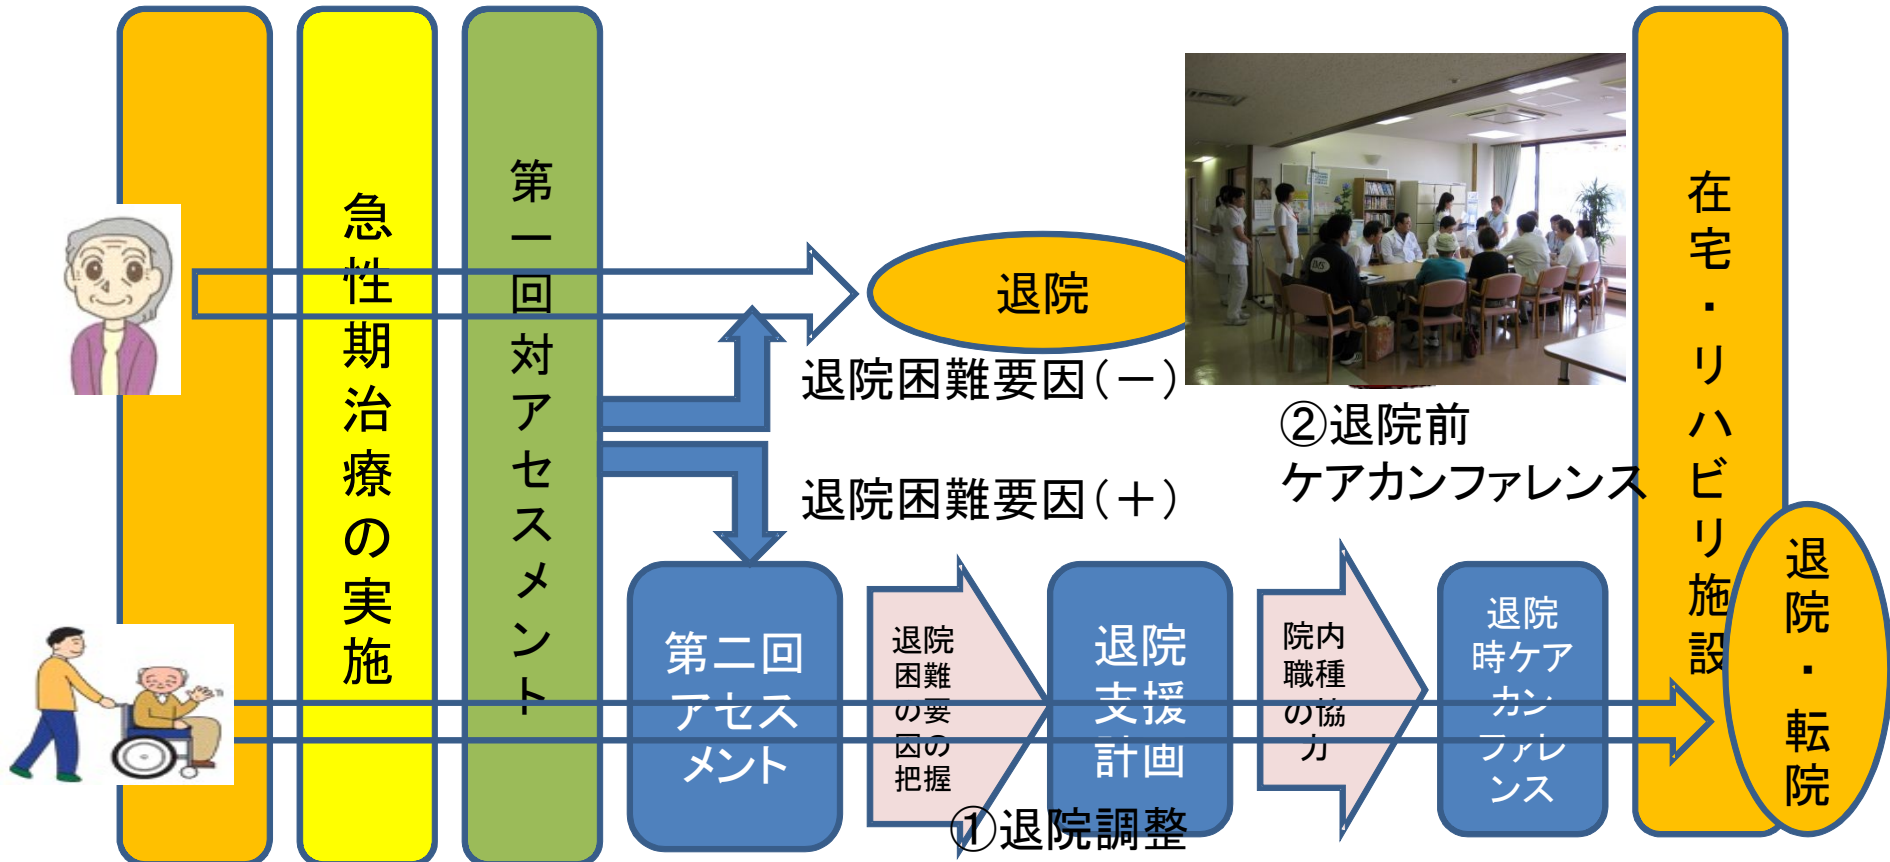 急性期治療の実施
第一回対アセスメント
退院
退院困難要因（－）
退院困難要因（＋）
②退院前
ケアカンファレンス
在宅・リハビリ施設
第二回
アセス
メント
退院
困難
の要
因の
把握
退院
支援
計画
院内
職種
の協
力
退院
時ケア
カン
ファレ
ンス
退院・転院
①退院調整